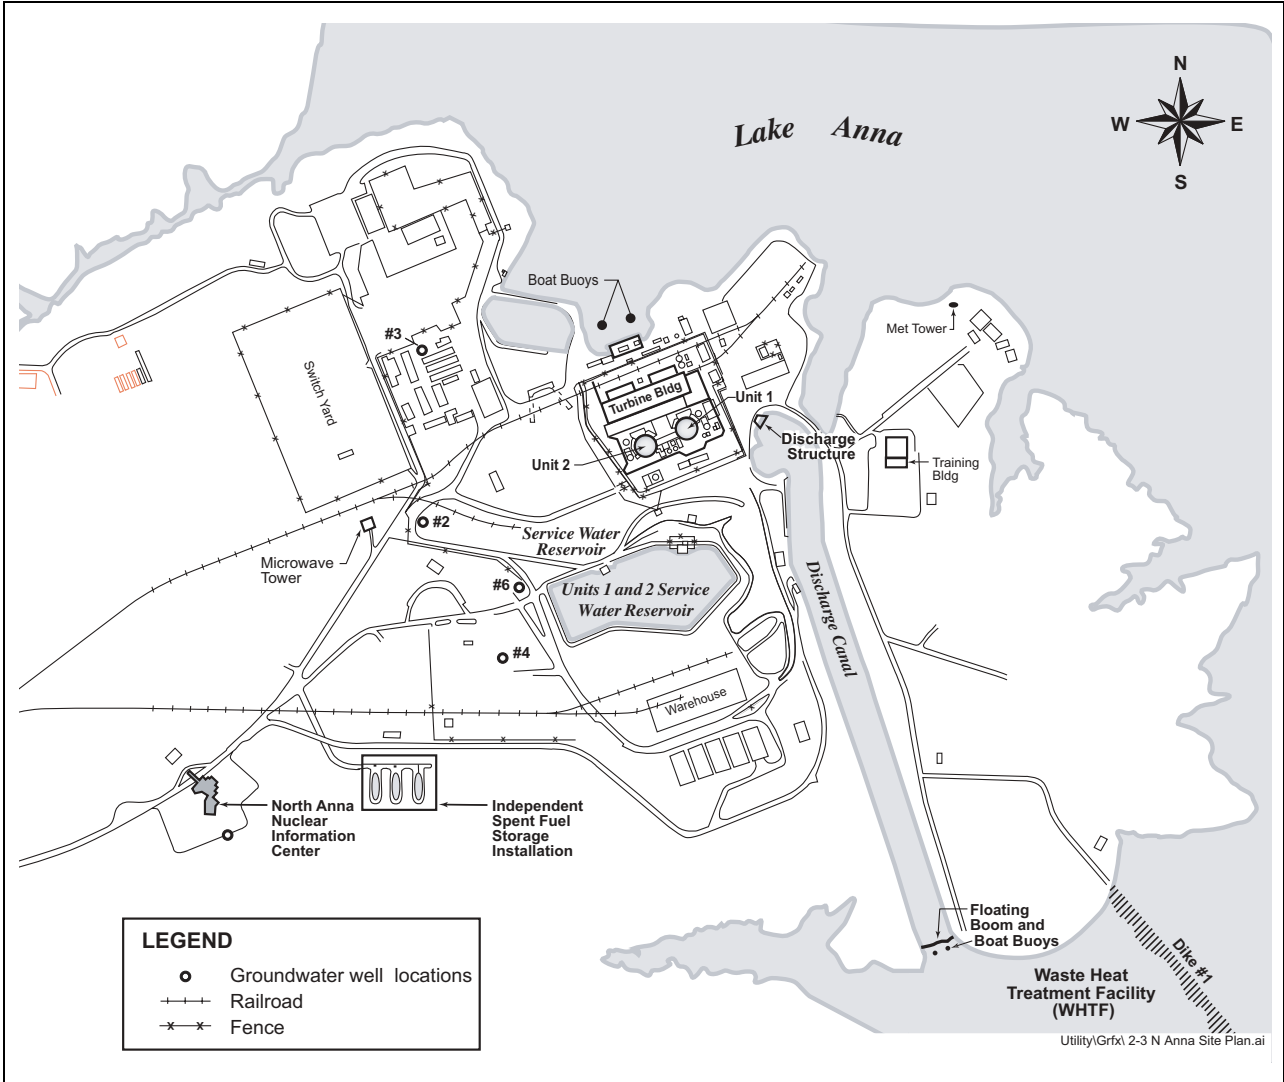 N
W E
S
Lake Anna
Boat Buoys
Met Tower
#3
Switch Yard
Turbine Bldg
Unit 1
Discharge
Structure
Training
Bldg
Unit 2
#2
Service Water
Reservoir
Microwave
Tower
#6
Units 1 and 2 Service
Water Reservoir
Discharge Canal
#4
Warehouse
North Anna
Nuclear
Information
Center
Independent
Spent Fuel
Storage
Installation
Floating
Boom and
Boat Buoys
Dike #1
Waste Heat
Treatment Facility
(WHTF)
LEGEND
Groundwater well locations
Railroad
Fence
Utility\Grfx\ 2-3 N Anna Site Plan.ai